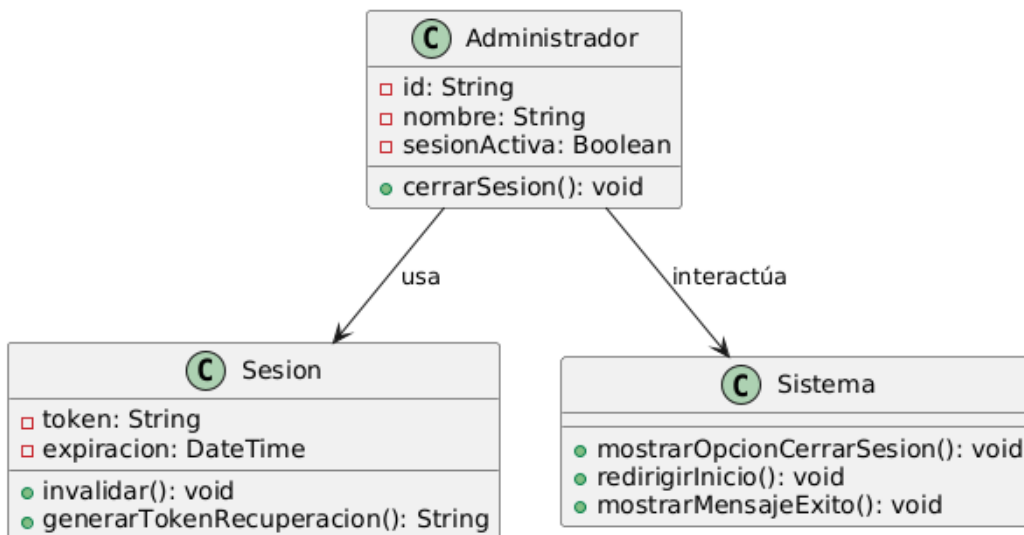 C Administrador
id: String
nombre: String
sesionActiva: Boolean
cerrarSesion(): void
usa
interactúa
C Sesion
token: String
expiracion: DateTime
invalidar(): void
generarTokenRecuperacion(): String
C Sistema
mostrarOpcionCerrarSesion(): void
redirigirInicio(): void
mostrarMensajeExito(): void